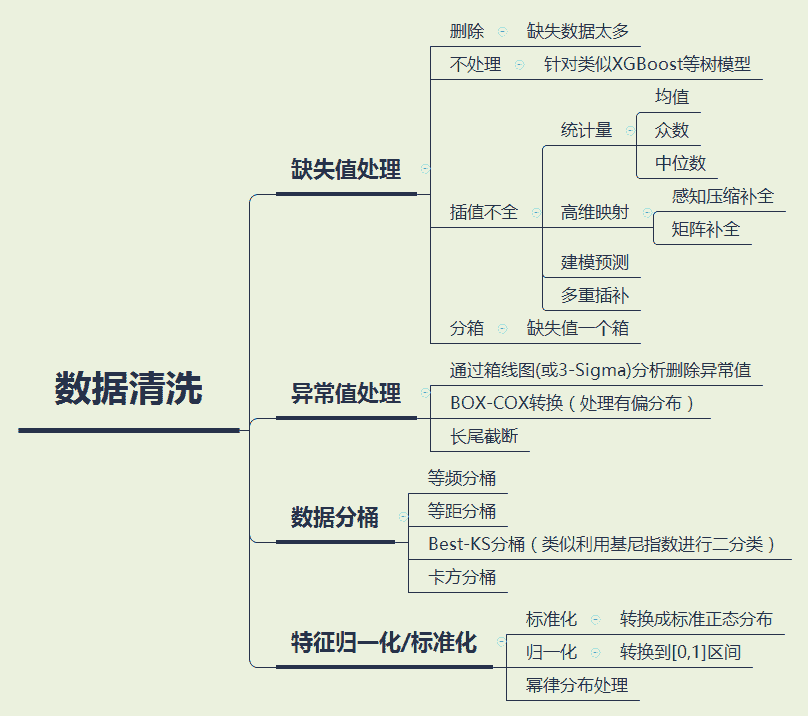 数据清洗
缺失值处理
删除
缺失数据太多
不处理
针对类似XGBoost等树模型
插值不全
统计量
均值
众数
中位数
高维映射
感知压缩补全
矩阵补全
建模预测
多重插补
分箱
缺失值一个箱
异常值处理
通过箱线图(或3-Sigma)分析删除异常值
BOX-COX转换（处理有偏分布）
长尾截断
数据分桶
等频分桶
等距分桶
Best-KS分桶（类似利用基尼指数进行二分类）
卡方分桶
特征归一化/标准化
标准化
转换成标准正态分布
归一化
转换到[0,1]区间
幂律分布处理